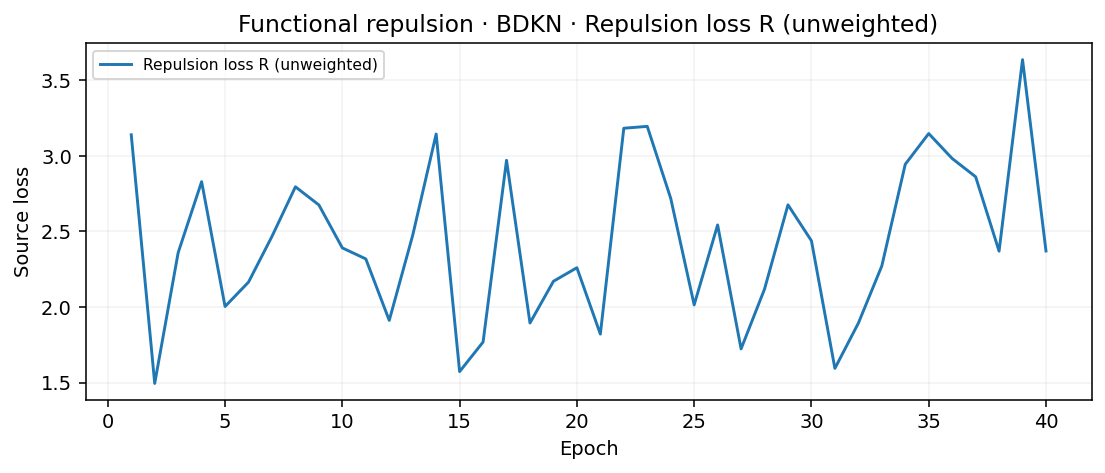 Functional repulsion · BDKN · Repulsion loss R (unweighted)
Repulsion loss R (unweighted)
Source loss
3.5
3.0
2.5
2.0
1.5
0 5 10 15 20 25 30 35 40
Epoch